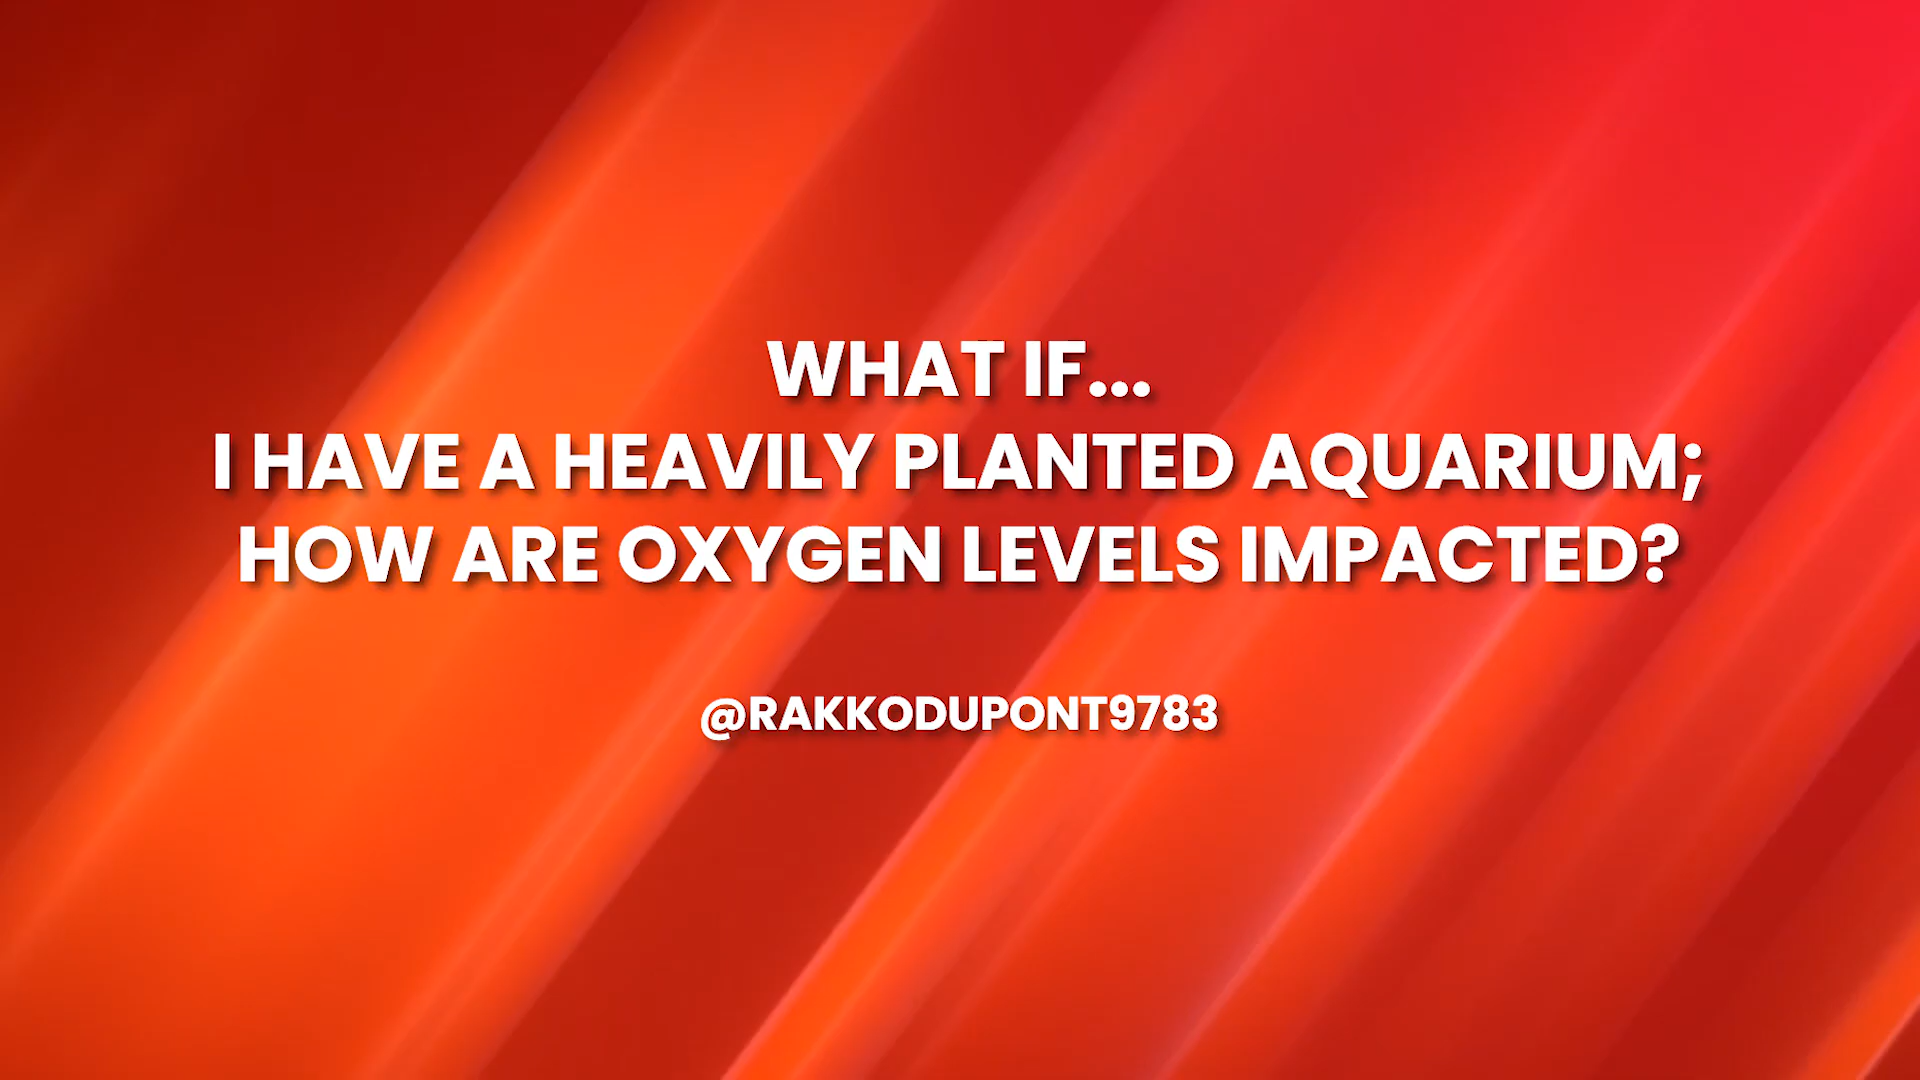 WHAT IF...
I HAVE A HEAVILY PLANTED AQUARIUM;
HOW ARE OXYGEN LEVELS IMPACTED?
@RAKKODUPONT9783